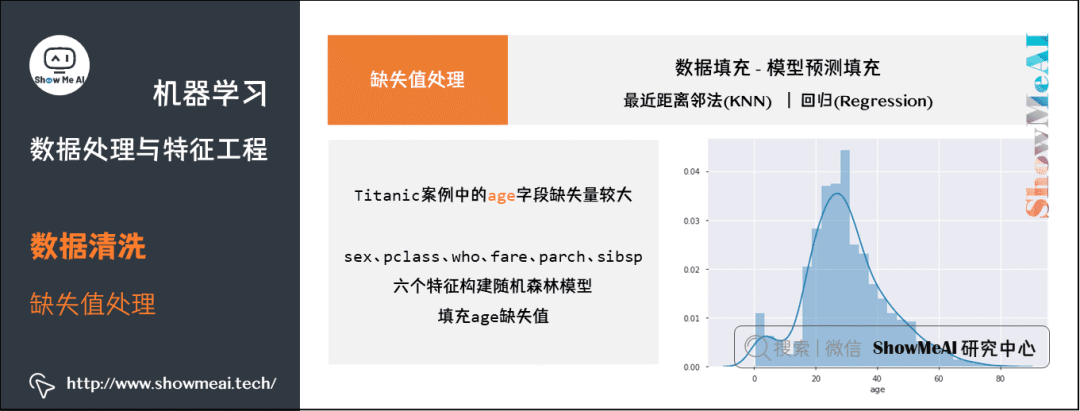 Show Me AI
机器学习
数据处理与特征工程
数据清洗
缺失值处理
http://www.showmeai.tech/
缺失值处理
数据填充 - 模型预测填充
最近距离邻法(KNN) ｜回归(Regression)
Titanic案例中的age字段缺失量较大
sex、pclass、who、fare、parch、sibsp
六个特征构建随机森林模型
填充age缺失值
ShowMeAI
0.04
0.03
0.02
0.01
0.00
0
20
40
60
80
age
搜索｜微信 ShowMeAI 研究中心